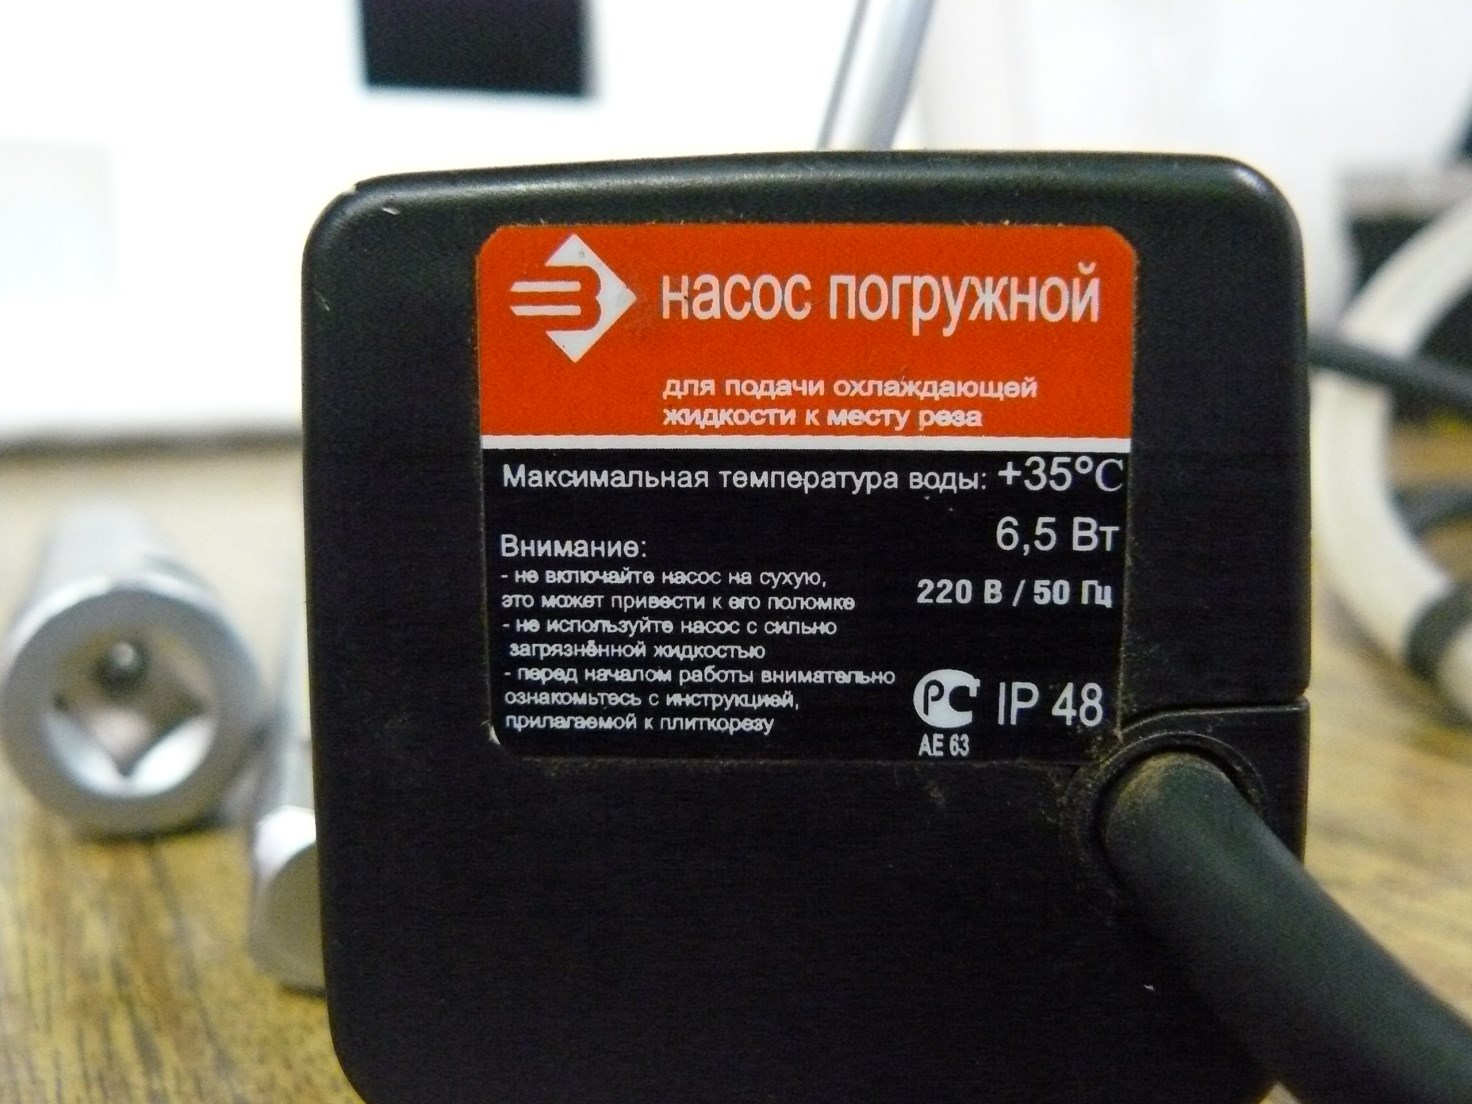 насос погружной
для подачи охлаждающей
жидкости к месту реза
Максимальная температура воды: +35°C
6,5 Вт
220 В / 50 Гц
Внимание:
- не включайте насос на сухую,
это может привести к его поломке
- не используйте насос с сильно
загрязнённой жидкостью
- перед началом работы внимательно
ознакомьтесь с инструкцией,
прилагаемой к плиткорезу
РС IP 48
АЕ 63